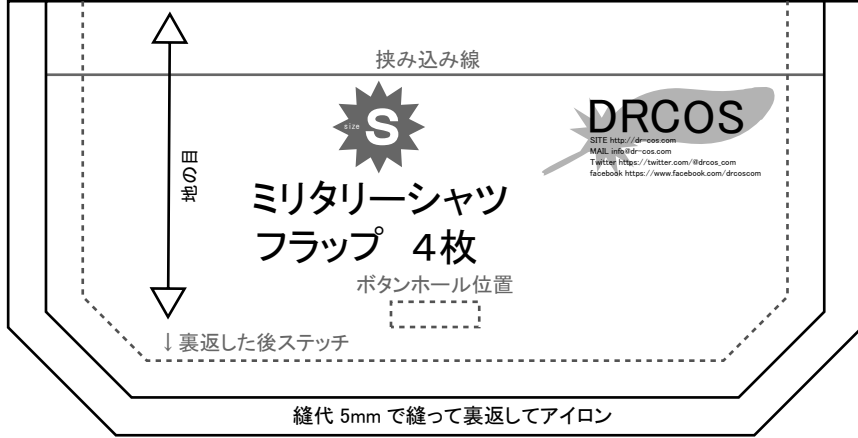 挟み込み線
size S
DRCOS
SITE http://dr-cos.com
MAIL info@dr-cos.com
Twitter https://twitter.com/@drcos_com
facebook https://www.facebook.com/drcoscom
地の目
ミリタリーシャツ
フラップ　4枚
ボタンホール位置
↓裏返した後ステッチ
縫代 5mm で縫って裏返してアイロン